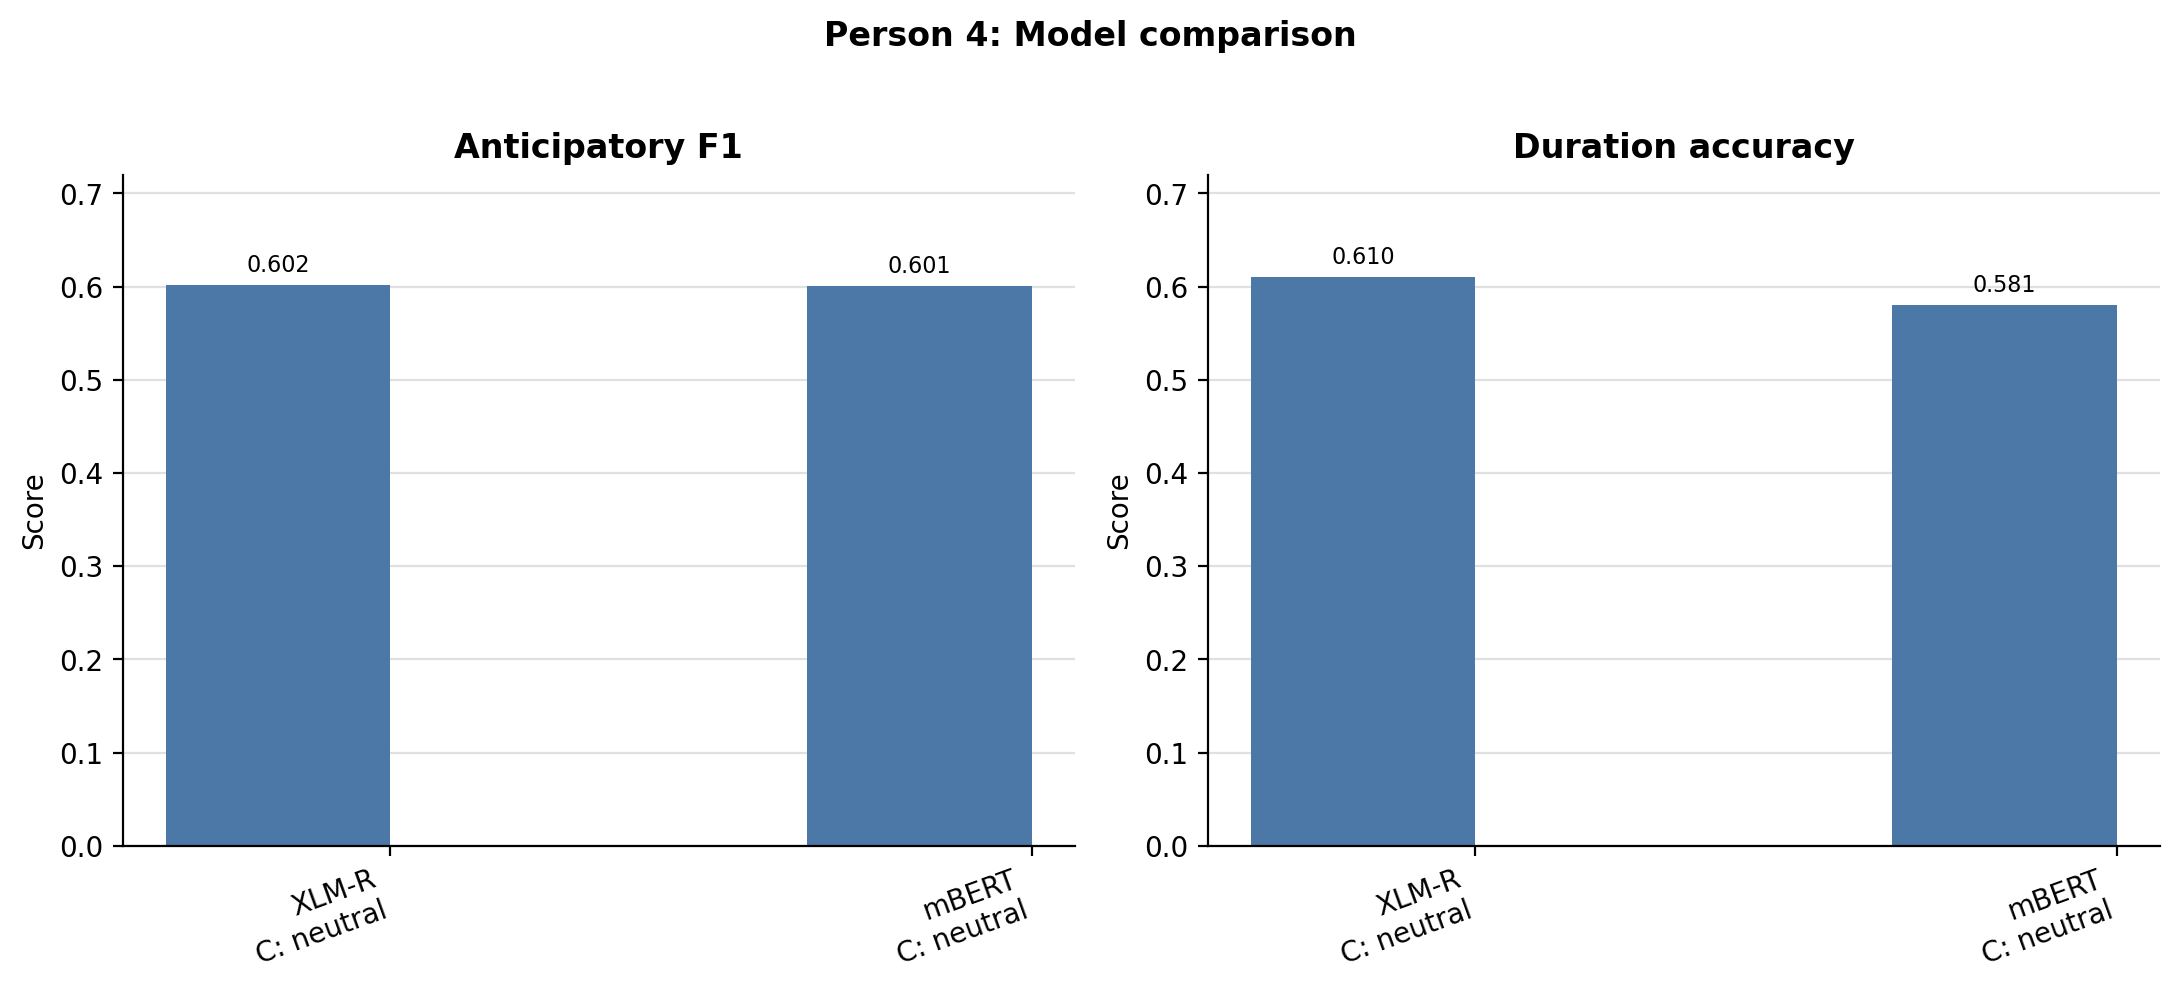 Person 4: Model comparison
Anticipatory F1
Score
0.7
0.6
0.5
0.4
0.3
0.2
0.1
0.0
0.602
0.601
XLM-R
C: neutral
mBERT
C: neutral
Duration accuracy
Score
0.7
0.6
0.5
0.4
0.3
0.2
0.1
0.0
0.610
0.581
XLM-R
C: neutral
mBERT
C: neutral